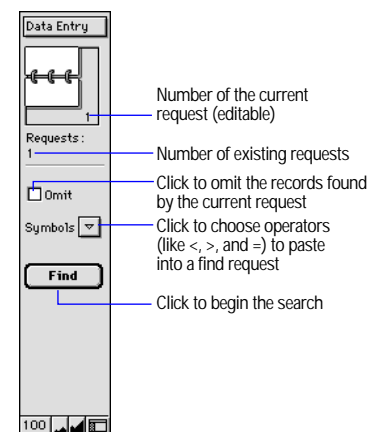 Data Entry
1
Number of the current
request (editable)
Requests:
1
Number of existing requests
Omit
Click to omit the records found
by the current request
Symbols
Click to choose operators
(like <, >, and =) to paste
into a find request
Find
Click to begin the search
100